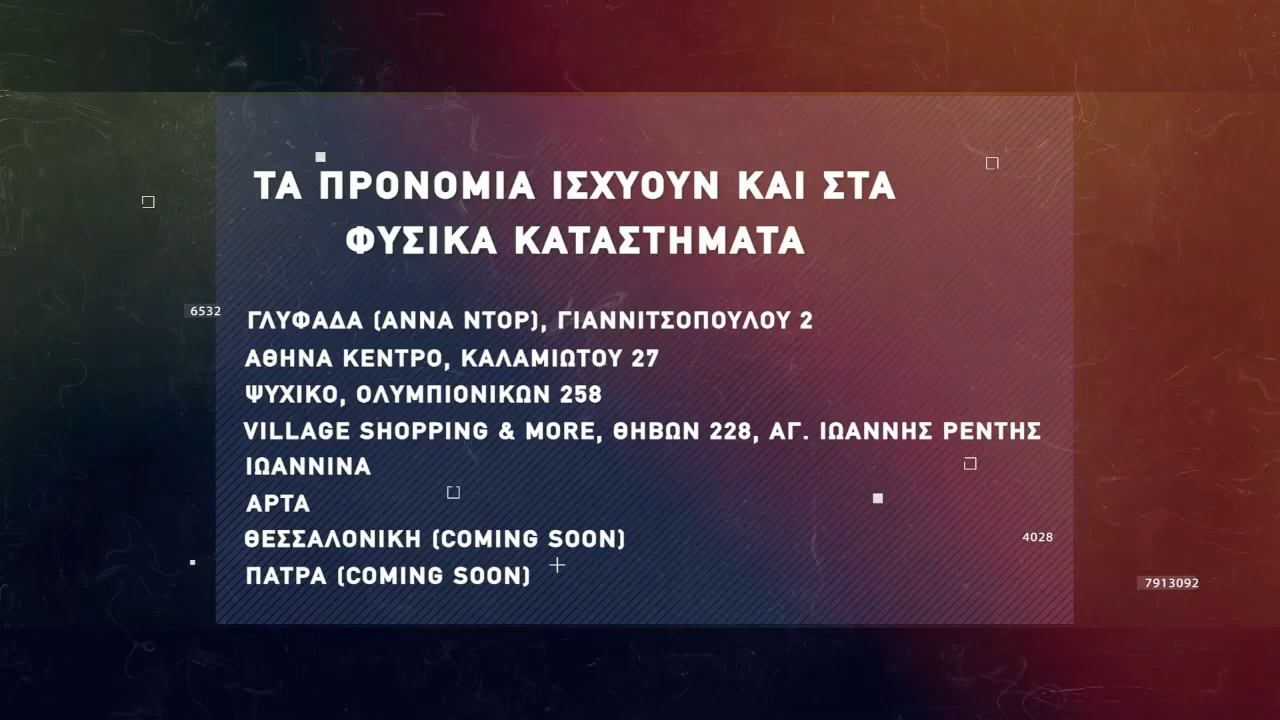 ΤΑ ΠΡΟΝΟΜΙΑ ΙΣΧΥΟΥΝ ΚΑΙ ΣΤΑ
ΦΥΣΙΚΑ ΚΑΤΑΣΤΗΜΑΤΑ
6532
ΓΛΥΦΑΔΑ (ΑΝΝΑ ΝΤΟΡ), ΓΙΑΝΝΙΤΣΟΠΟΥΛΟΥ 2
ΑΘΗΝΑ ΚΕΝΤΡΟ, ΚΑΛΑΜΙΩΤΟΥ 27
ΨΥΧΙΚΟ, ΟΛΥΜΠΙΟΝΙΚΩΝ 258
VILLAGE SHOPPING & MORE, ΘΗΒΩΝ 228, ΑΓ. ΙΩΑΝΝΗΣ ΡΕΝΤΗΣ
ΙΩΑΝΝΙΝΑ
ΑΡΤΑ
ΘΕΣΣΑΛΟΝΙΚΗ (COMING SOON)
4028
ΠΑΤΡΑ (COMING SOON)
7913092